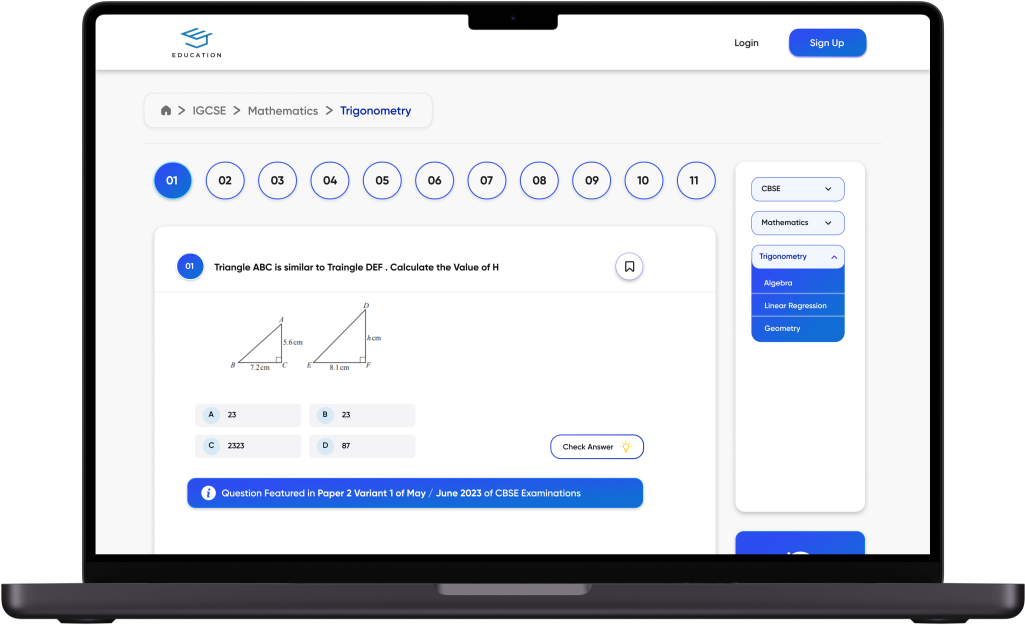 EDUCATION
Login
Sign Up
IGCSE > Mathematics > Trigonometry
01 02 03 04 05 06 07 08 09 10 11
CBSE
Mathematics
Trigonometry
Algebra
Linear Regression
Geometry
01 Triangle ABC is similar to Traingle DEF . Calculate the Value of H
D
A
5.6 cm
h cm
B
C
E
F
7.2 cm
8.1 cm
A 23
B 23
C 2323
D 87
Check Answer
i Question Featured in Paper 2 Variant 1 of May / June 2023 of CBSE Examinations